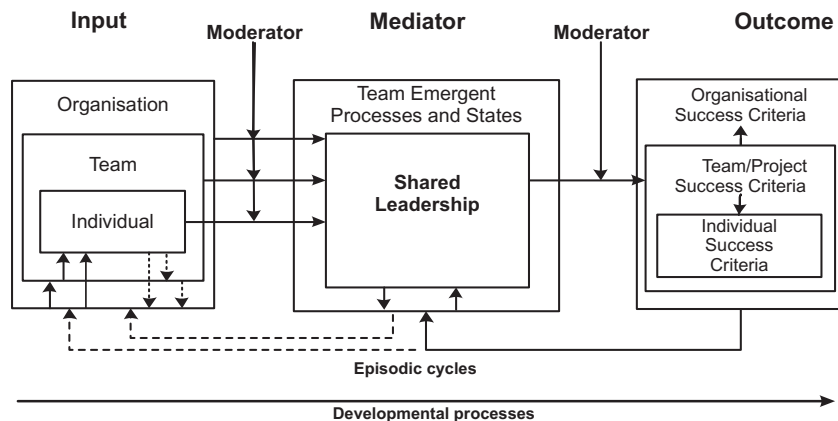 Input
Mediator
Outcome
Moderator
Moderator
Organisation
Team
Individual
Team Emergent
Processes and States
Shared
Leadership
Organisational
Success Criteria
Team/Project
Success Criteria
Individual
Success
Criteria
Episodic cycles
Developmental processes